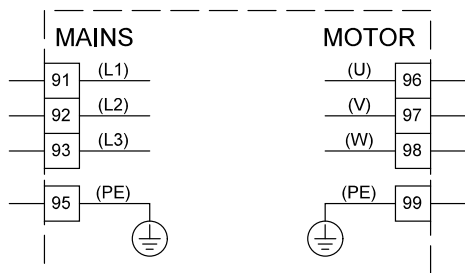 MAINS MOTOR
91 (L1) (U) 96
92 (L2) (V) 97
93 (L3) (W) 98
95 (PE) (PE) 99